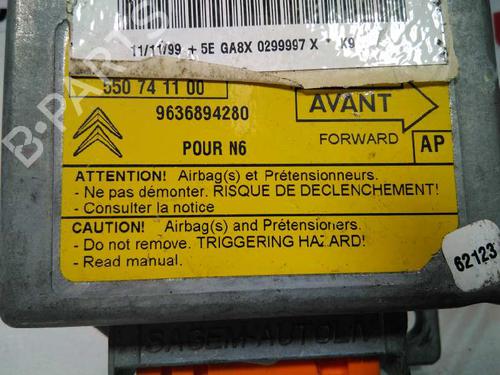 11/11/99 + 5E GA8X 0299997 X * K9
550 74 11 00
AVANT
9636894280
FORWARD
POUR N6
AP
ATTENTION! Airbag(s) et Prétensionneurs.
- Ne pas démonter. RISQUE DE DECLENCHEMENT!
- Consulter la notice
CAUTION! Airbag(s) and Prétensioners.
- Do not remove. TRIGGERING HAZARD!
- Read manual.
62123
SAGEM-AUTOLIV
B-PARTS